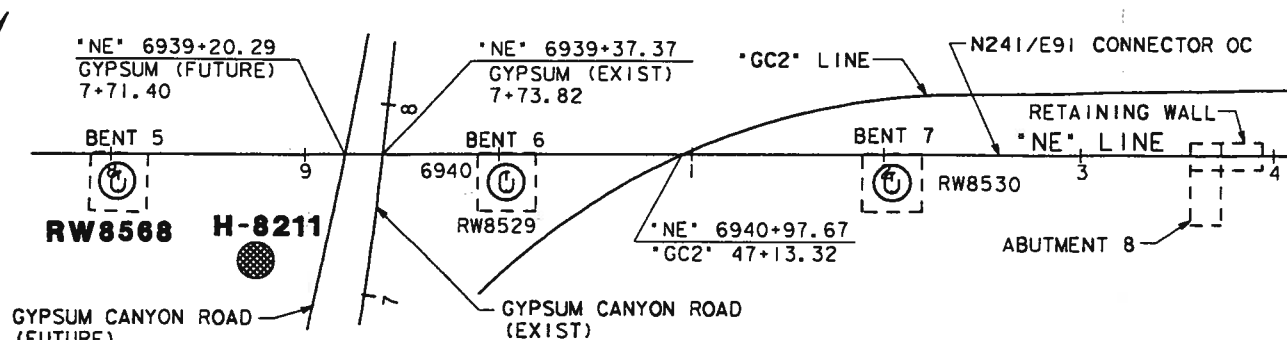 "NE" 6939+20.29
GYPSUM (FUTURE)
7+71.40
"NE" 6939+37.37
GYPSUM (EXIST)
7+73.82
"GC2" LINE
N241/E91 CONNECTOR OC
RETAINING WALL
"NE" LINE
BENT 5
BENT 6
BENT 7
8
9
6940
1
3
4
RW8568
H-8211
RW8529
RW8530
"NE" 6940+97.67
"GC2" 47+13.32
ABUTMENT 8
7
GYPSUM CANYON ROAD
(FUTURE)
GYPSUM CANYON ROAD
(EXIST)